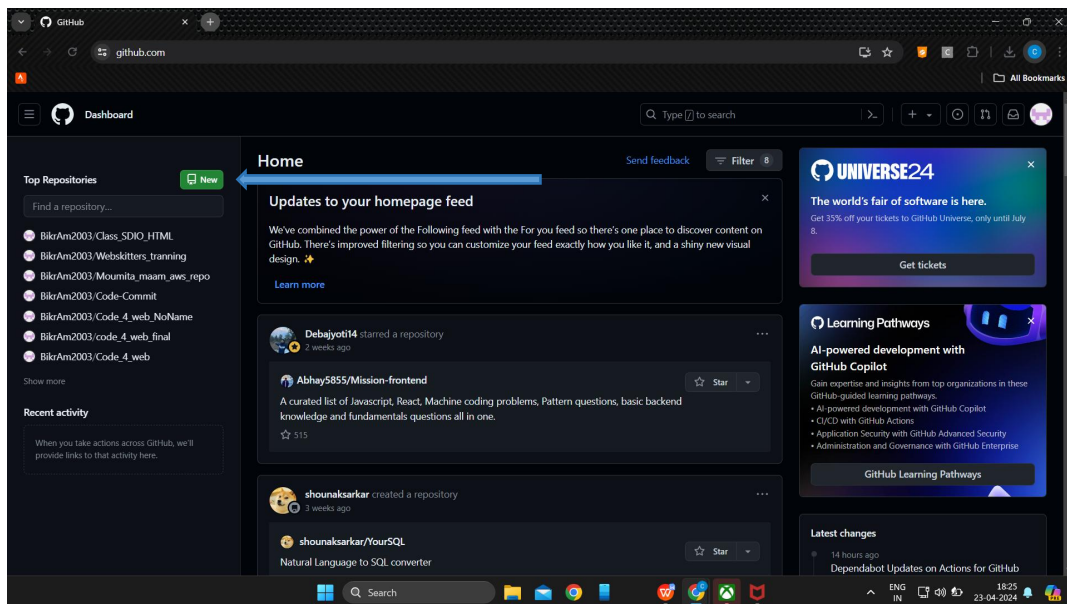 GitHub
github.com
All Bookmarks
Dashboard
Type / to search
Top Repositories
New
Find a repository...
BikrAm2003/Class_SDIO_HTML
BikrAm2003/Webskitters_tranning
BikrAm2003/Moumita_maam_aws_repo
BikrAm2003/Code-Commit
BikrAm2003/Code_4_web_NoName
BikrAm2003/code_4_web_final
BikrAm2003/Code_4_web
Show more
Recent activity
When you take actions across GitHub, we'll
provide links to that activity here.
Home
Send feedback
Filter 8
Updates to your homepage feed
We've combined the power of the Following feed with the For you feed so there's one place to discover content on
GitHub. There's improved filtering so you can customize your feed exactly how you like it, and a shiny new visual
design. ✨
Learn more
Debajyoti14 starred a repository
2 weeks ago
Abhay5855/Mission-frontend
Star
A curated list of Javascript, React, Machine coding problems, Pattern questions, basic backend
knowledge and fundamentals questions all in one.
515
shounaksarkar created a repository
3 weeks ago
shounaksarkar/YourSQL
Star
Natural Language to SQL converter
UNIVERSE24
The world's fair of software is here.
Get 35% off your tickets to GitHub Universe, only until July
8.
Get tickets
Learning Pathways
AI-powered development with
GitHub Copilot
Gain expertise and insights from top organizations in these
GitHub-guided learning pathways.
• AI-powered development with GitHub Copilot
• CI/CD with GitHub Actions
• Application Security with GitHub Advanced Security
• Administration and Governance with GitHub Enterprise
GitHub Learning Pathways
Latest changes
14 hours ago
Dependabot Updates on Actions for GitHub
Search
ENG
IN
18:25
23-04-2024